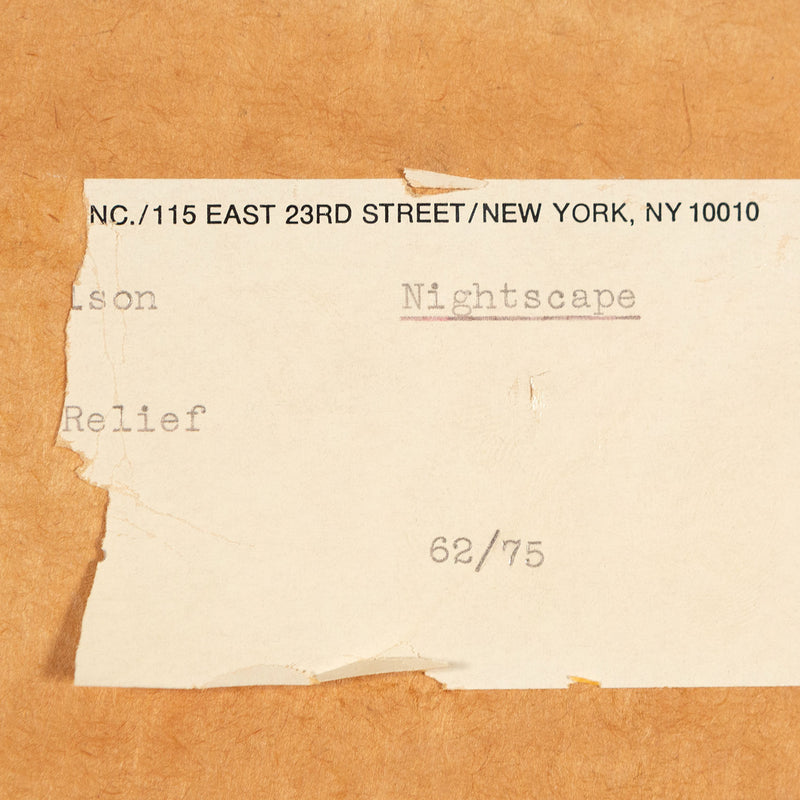 NC./115 EAST 23RD STREET/NEW YORK, NY 10010
lson Nightscape
Relief
62/75